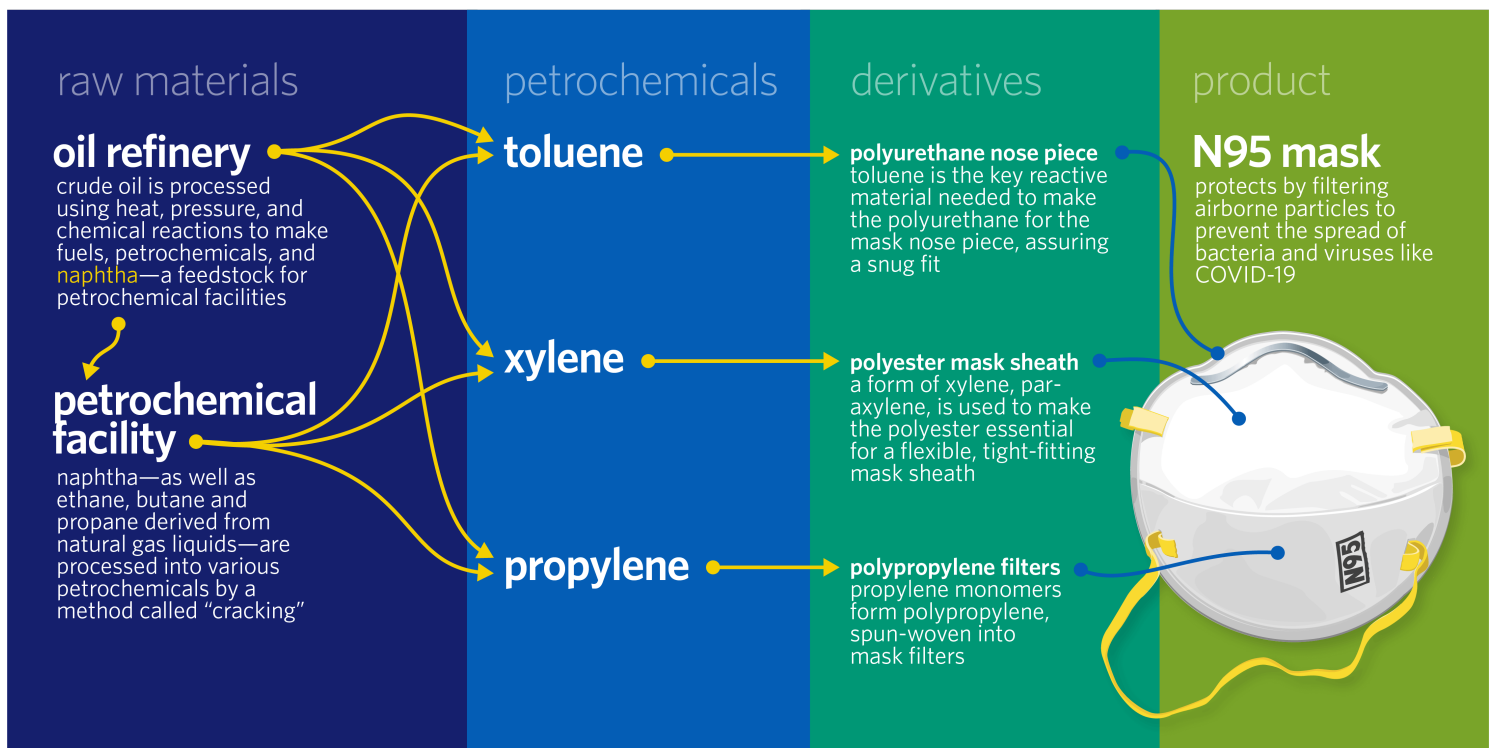 raw materials
oil refinery
crude oil is processed
using heat, pressure, and
chemical reactions to make
fuels, petrochemicals, and
naphtha—a feedstock for
petrochemical facilities
petrochemical
facility
naphtha—as well as
ethane, butane and
propane derived from
natural gas liquids—are
processed into various
petrochemicals by a
method called “cracking”
petrochemicals
toluene
xylene
propylene
derivatives
polyurethane nose piece
toluene is the key reactive
material needed to make
the polyurethane for the
mask nose piece, assuring
a snug fit
polyester mask sheath
a form of xylene, par-
axylene, is used to make
the polyester essential
for a flexible, tight-fitting
mask sheath
polypropylene filters
propylene monomers
form polypropylene,
spun-woven into
mask filters
product
N95 mask
protects by filtering
airborne particles to
prevent the spread of
bacteria and viruses like
COVID-19
N95